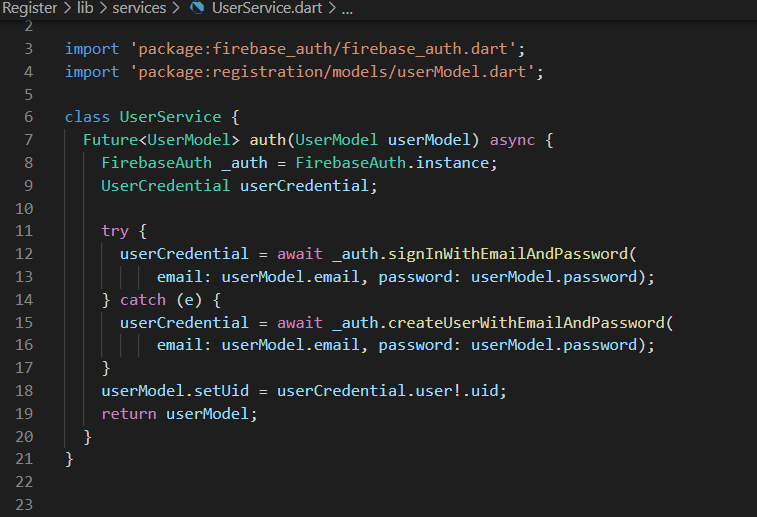 Register > lib > services > UserService.dart > ...
2
3 import 'package:firebase_auth/firebase_auth.dart';
4 import 'package:registration/models/userModel.dart';
5
6 class UserService {
7   Future<UserModel> auth(UserModel userModel) async {
8     FirebaseAuth _auth = FirebaseAuth.instance;
9     UserCredential userCredential;
10
11     try {
12       userCredential = await _auth.signInWithEmailAndPassword(
13           email: userModel.email, password: userModel.password);
14     } catch (e) {
15       userCredential = await _auth.createUserWithEmailAndPassword(
16           email: userModel.email, password: userModel.password);
17     }
18     userModel.setUid = userCredential.user!.uid;
19     return userModel;
20   }
21 }
22
23